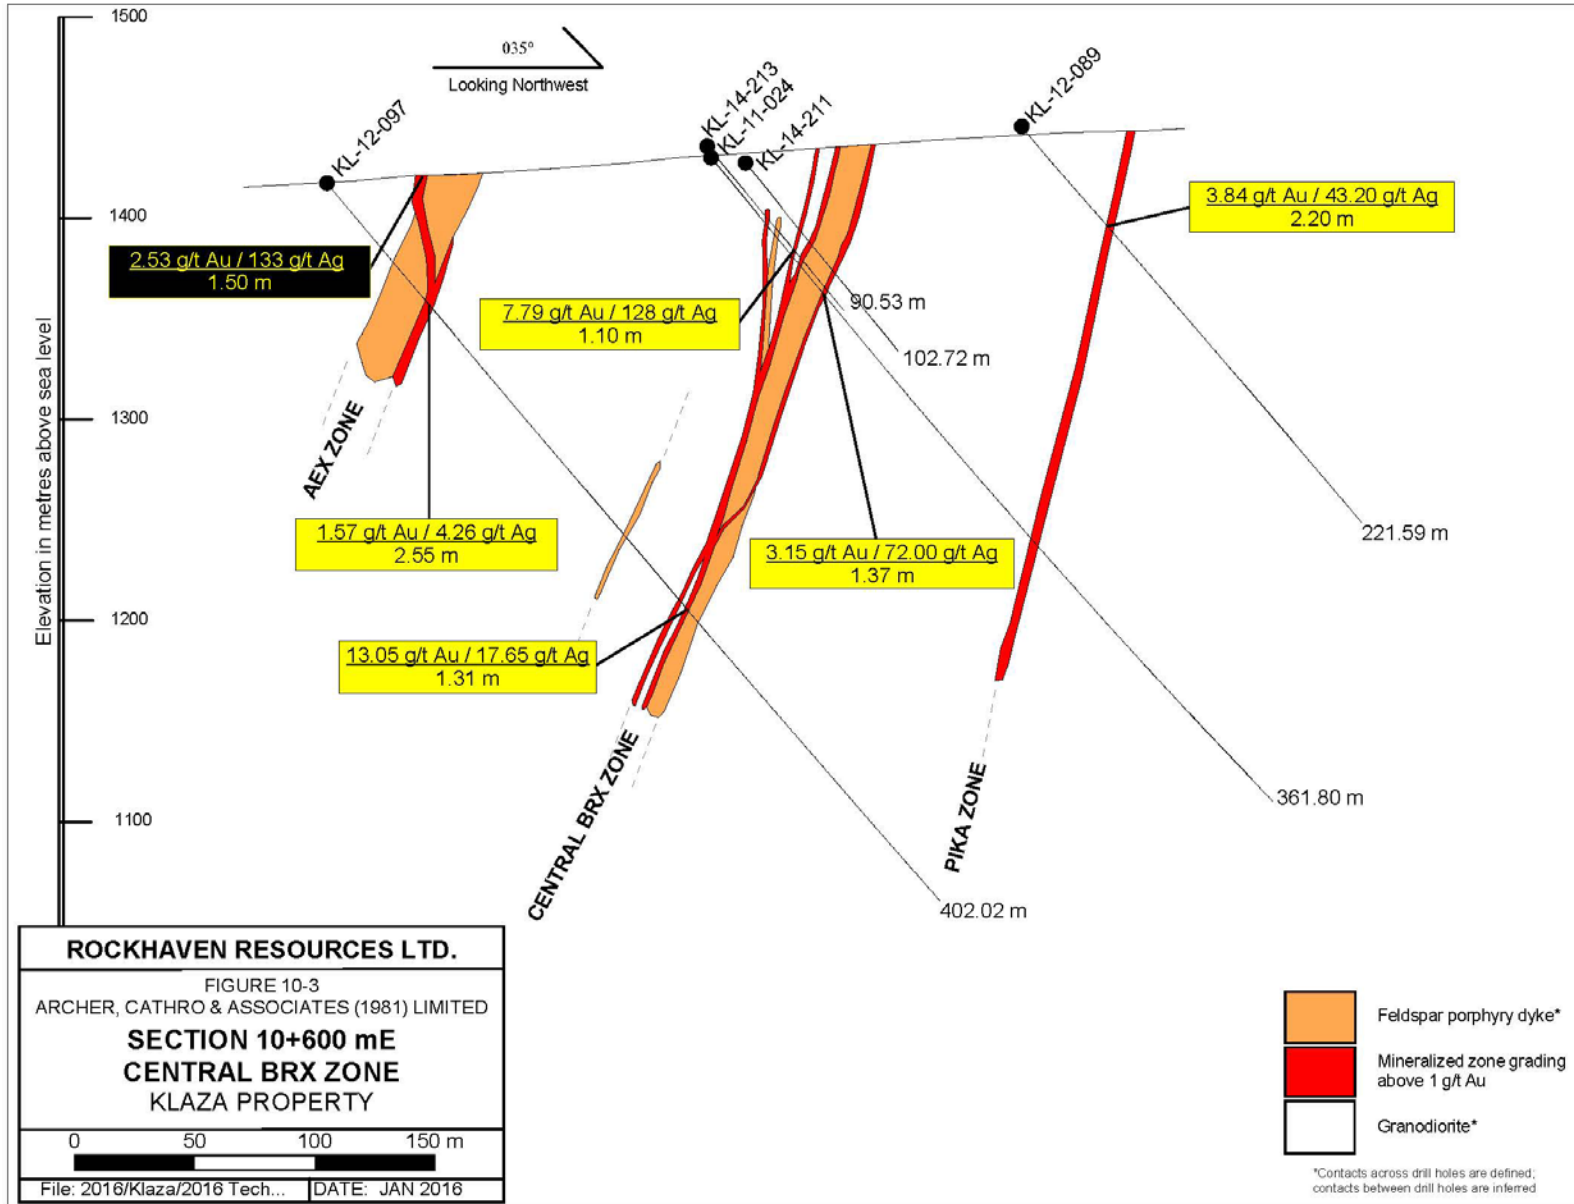 1500
035°
Looking Northwest
KL-12-097
KL-14-213
KL-11-024
KL-14-211
KL-12-089
1400
3.84 g/t Au / 43.20 g/t Ag
2.20 m
2.53 g/t Au / 133 g/t Ag
1.50 m
7.79 g/t Au / 128 g/t Ag
1.10 m
90.53 m
102.72 m
Elevation in metres above sea level
1300
AEX ZONE
1.57 g/t Au / 4.26 g/t Ag
2.55 m
3.15 g/t Au / 72.00 g/t Ag
1.37 m
221.59 m
1200
13.05 g/t Au / 17.65 g/t Ag
1.31 m
CENTRAL BRX ZONE
PIKA ZONE
361.80 m
1100
402.02 m
ROCKHAVEN RESOURCES LTD.
FIGURE 10-3
ARCHER, CATHRO & ASSOCIATES (1981) LIMITED
SECTION 10+600 mE
CENTRAL BRX ZONE
KLAZA PROPERTY
0 50 100 150 m
File: 2016/Klaza/2016 Tech... DATE: JAN 2016
Feldspar porphyry dyke*
Mineralized zone grading
above 1 g/t Au
Granodiorite*
*Contacts across drill holes are defined;
contacts between drill holes are inferred